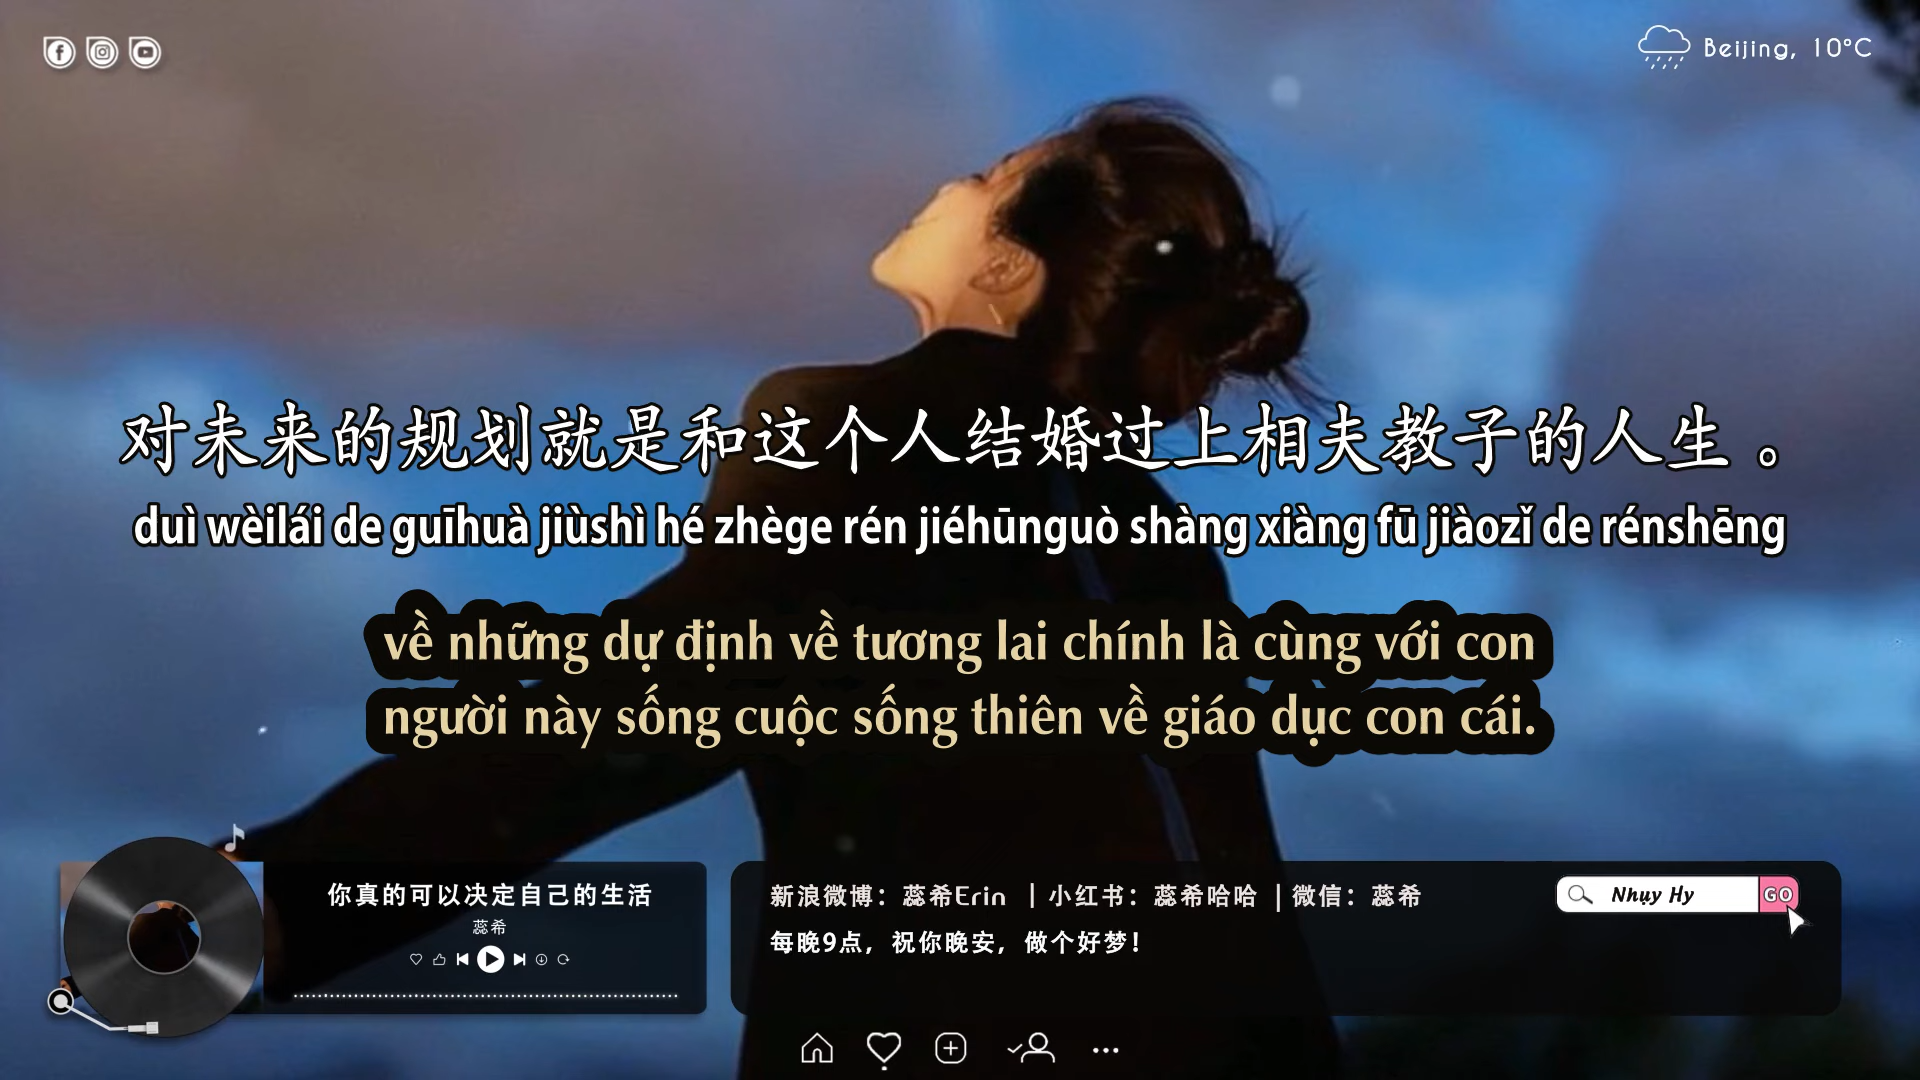 Beijing, 10°C
对未来的规划就是和这个人结婚过上相夫教子的人生。
duì wèilái de guīhuà jiùshì hé zhège rén jiéhūnguò shàng xiàng fū jiàozǐ de rénshēng
về những dự định về tương lai chính là cùng với con
người này sống cuộc sống thiên về giáo dục con cái.
你真的可以决定自己的生活
蕊希
新浪微博：蕊希Erin ｜小红书：蕊希哈哈 ｜微信：蕊希
每晚9点，祝你晚安，做个好梦！
Nhụy Hy
GO